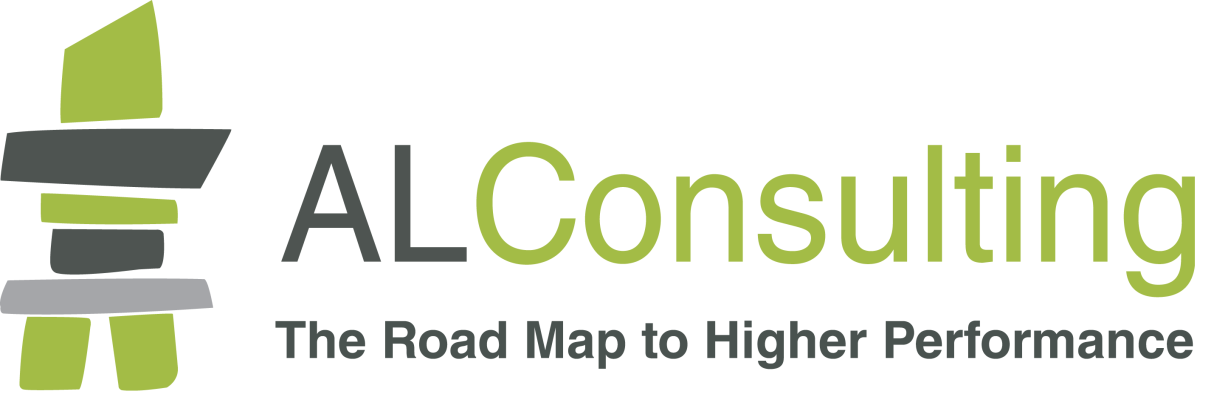 ALConsulting
The Road Map to Higher Performance